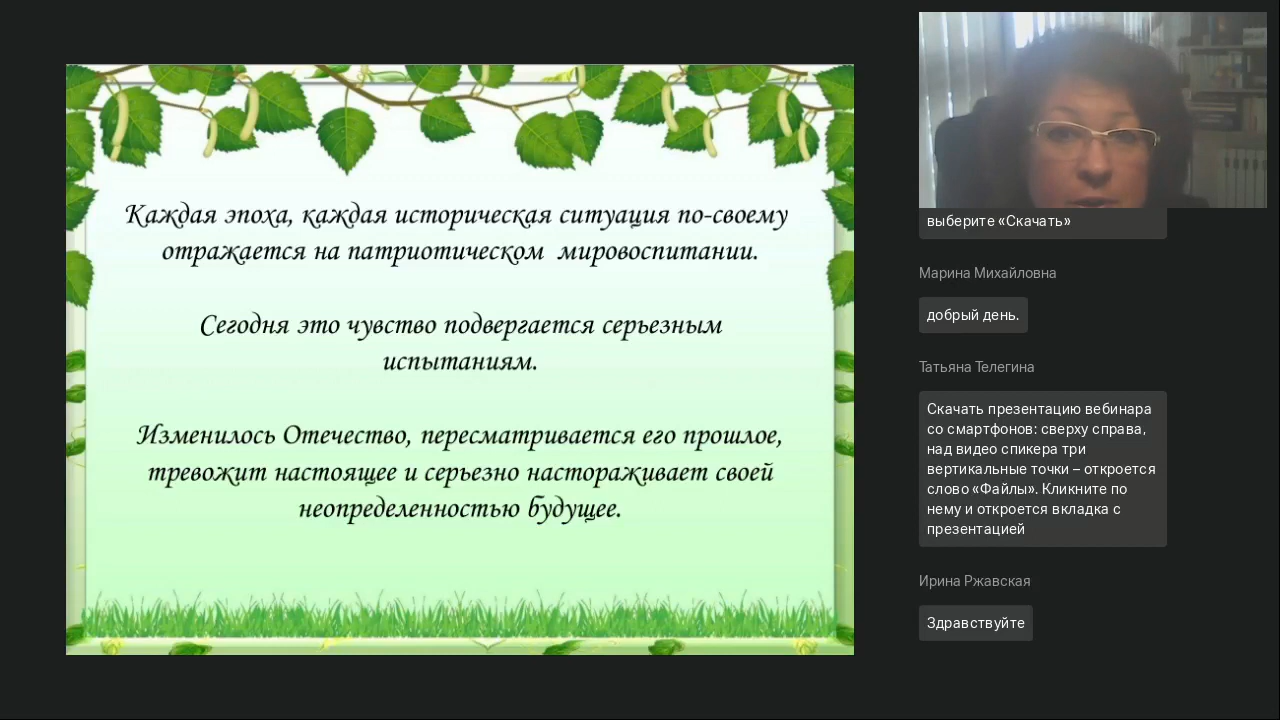 Каждая эпоха, каждая историческая ситуация по-своему
отражается на патриотическом мировоспитании.
Сегодня это чувство подвергается серьезным
испытаниям.
Изменилось Отечество, пересматривается его прошлое,
тревожит настоящее и серьезно настораживает своей
неопределенностью будущее.
выберите «Скачать»
Марина Михайловна
добрый день.
Татьяна Телегина
Скачать презентацию вебинара
со смартфонов: сверху справа,
над видео спикера три
вертикальные точки – откроется
слово «Файлы». Кликните по
нему и откроется вкладка с
презентацией
Ирина Ржавская
Здравствуйте